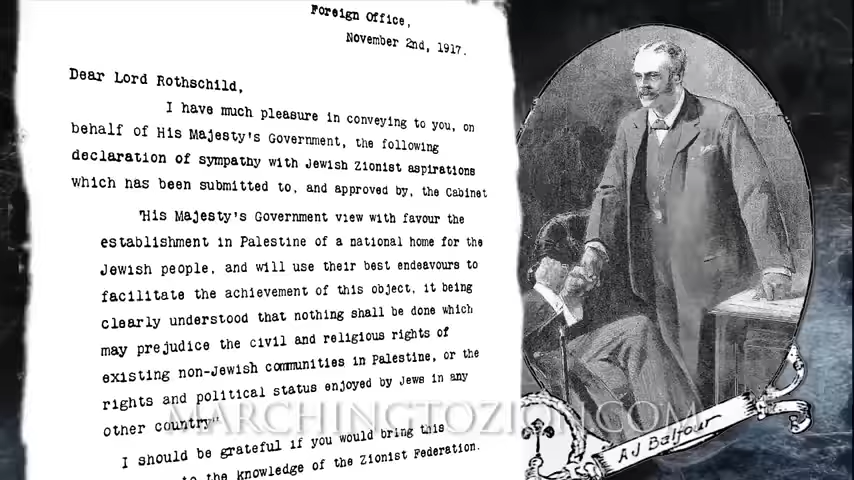 Foreign Office,
November 2nd, 1917.
Dear Lord Rothschild,
I have much pleasure in conveying to you, on
behalf of His Majesty's Government, the following
declaration of sympathy with Jewish Zionist aspirations
which has been submitted to, and approved by, the Cabinet
"His Majesty's Government view with favour the
establishment in Palestine of a national home for the
Jewish people, and will use their best endeavours to
facilitate the achievement of this object, it being
clearly understood that nothing shall be done which
may prejudice the civil and religious rights of
existing non-Jewish communities in Palestine, or the
rights and political status enjoyed by Jews in any
other country"
I should be grateful if you would bring this
to the knowledge of the Zionist Federation.
MARCHINGTOZION.COM
AJ Balfour